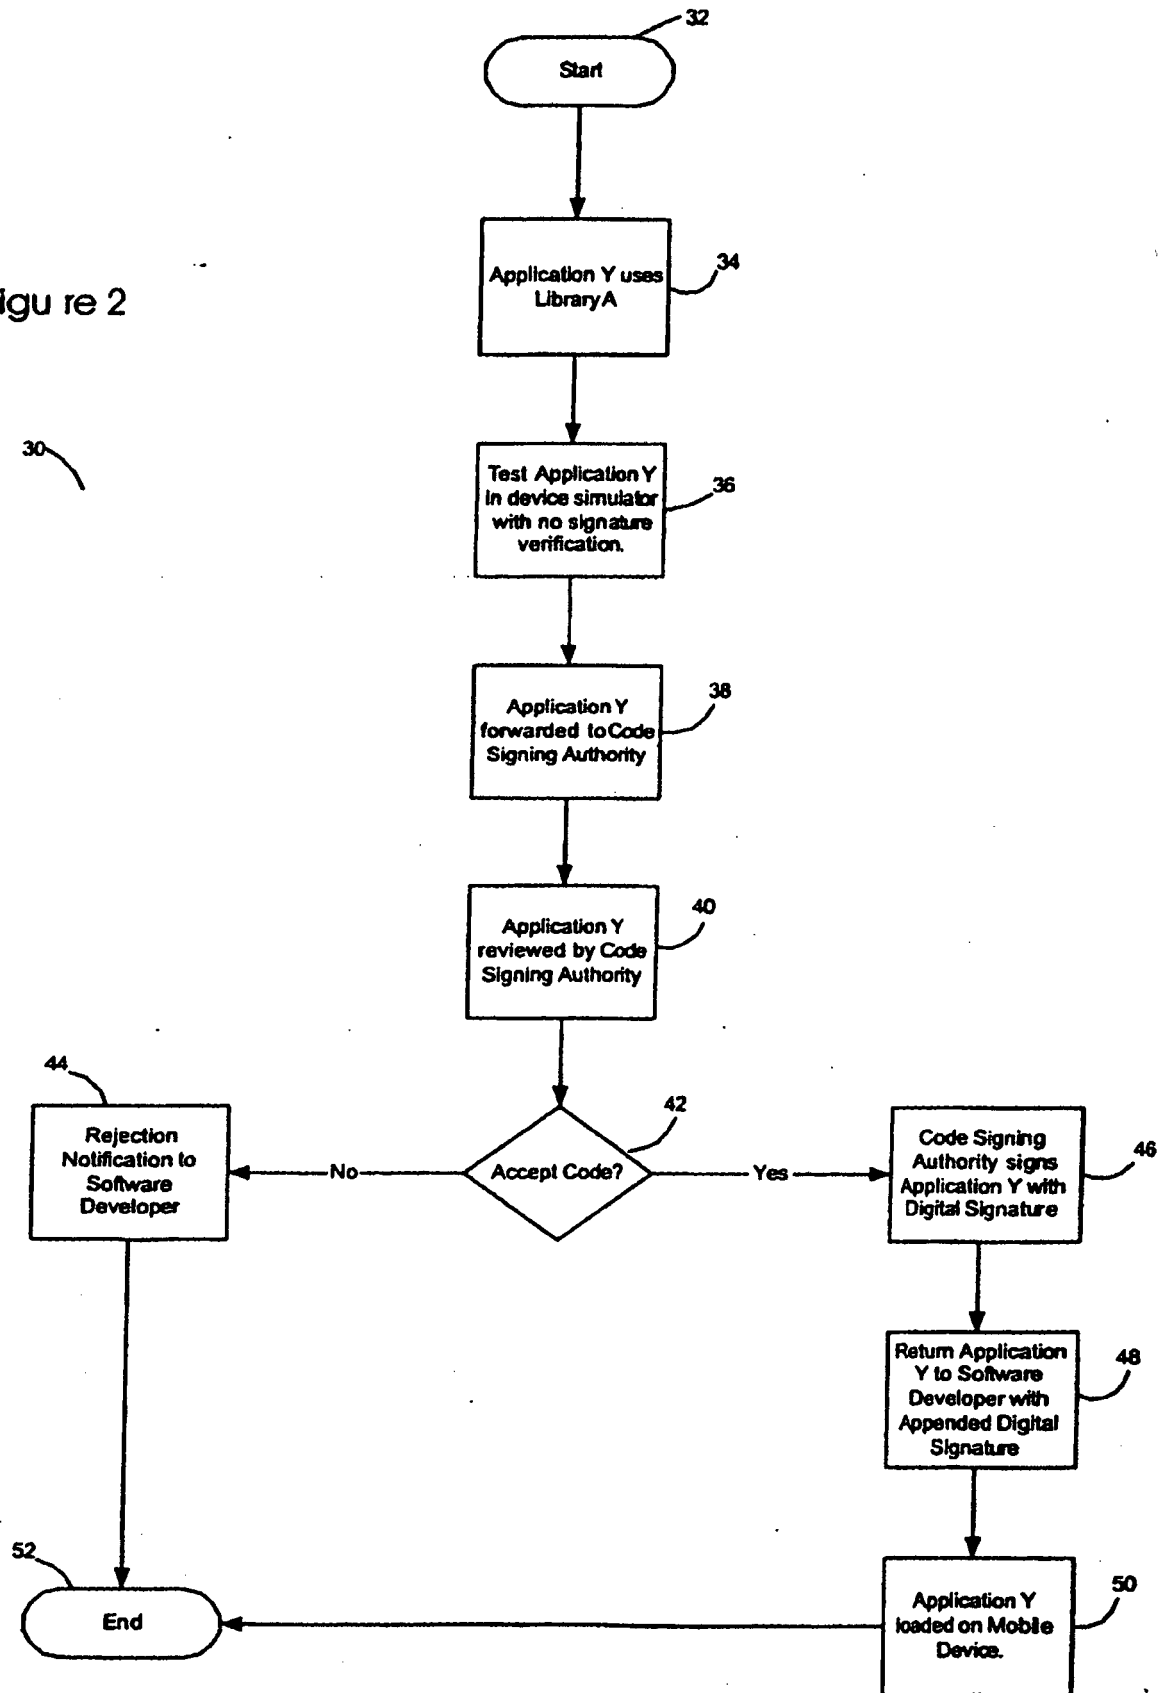 32
Start
Application Y uses
Library A
34
igure 2
30
Test Application Y
in device simulator
with no signature
verification.
36
Application Y
forwarded to Code
Signing Authority
38
Application Y
reviewed by Code
Signing Authority
40
44
Rejection
Notification to
Software
Developer
No
42
Accept Code?
Yes
Code Signing
Authority signs
Application Y with
Digital Signature
46
Return Application
Y to Software
Developer with
Appended Digital
Signature
48
52
End
Application Y
loaded on Mobile
Device.
50